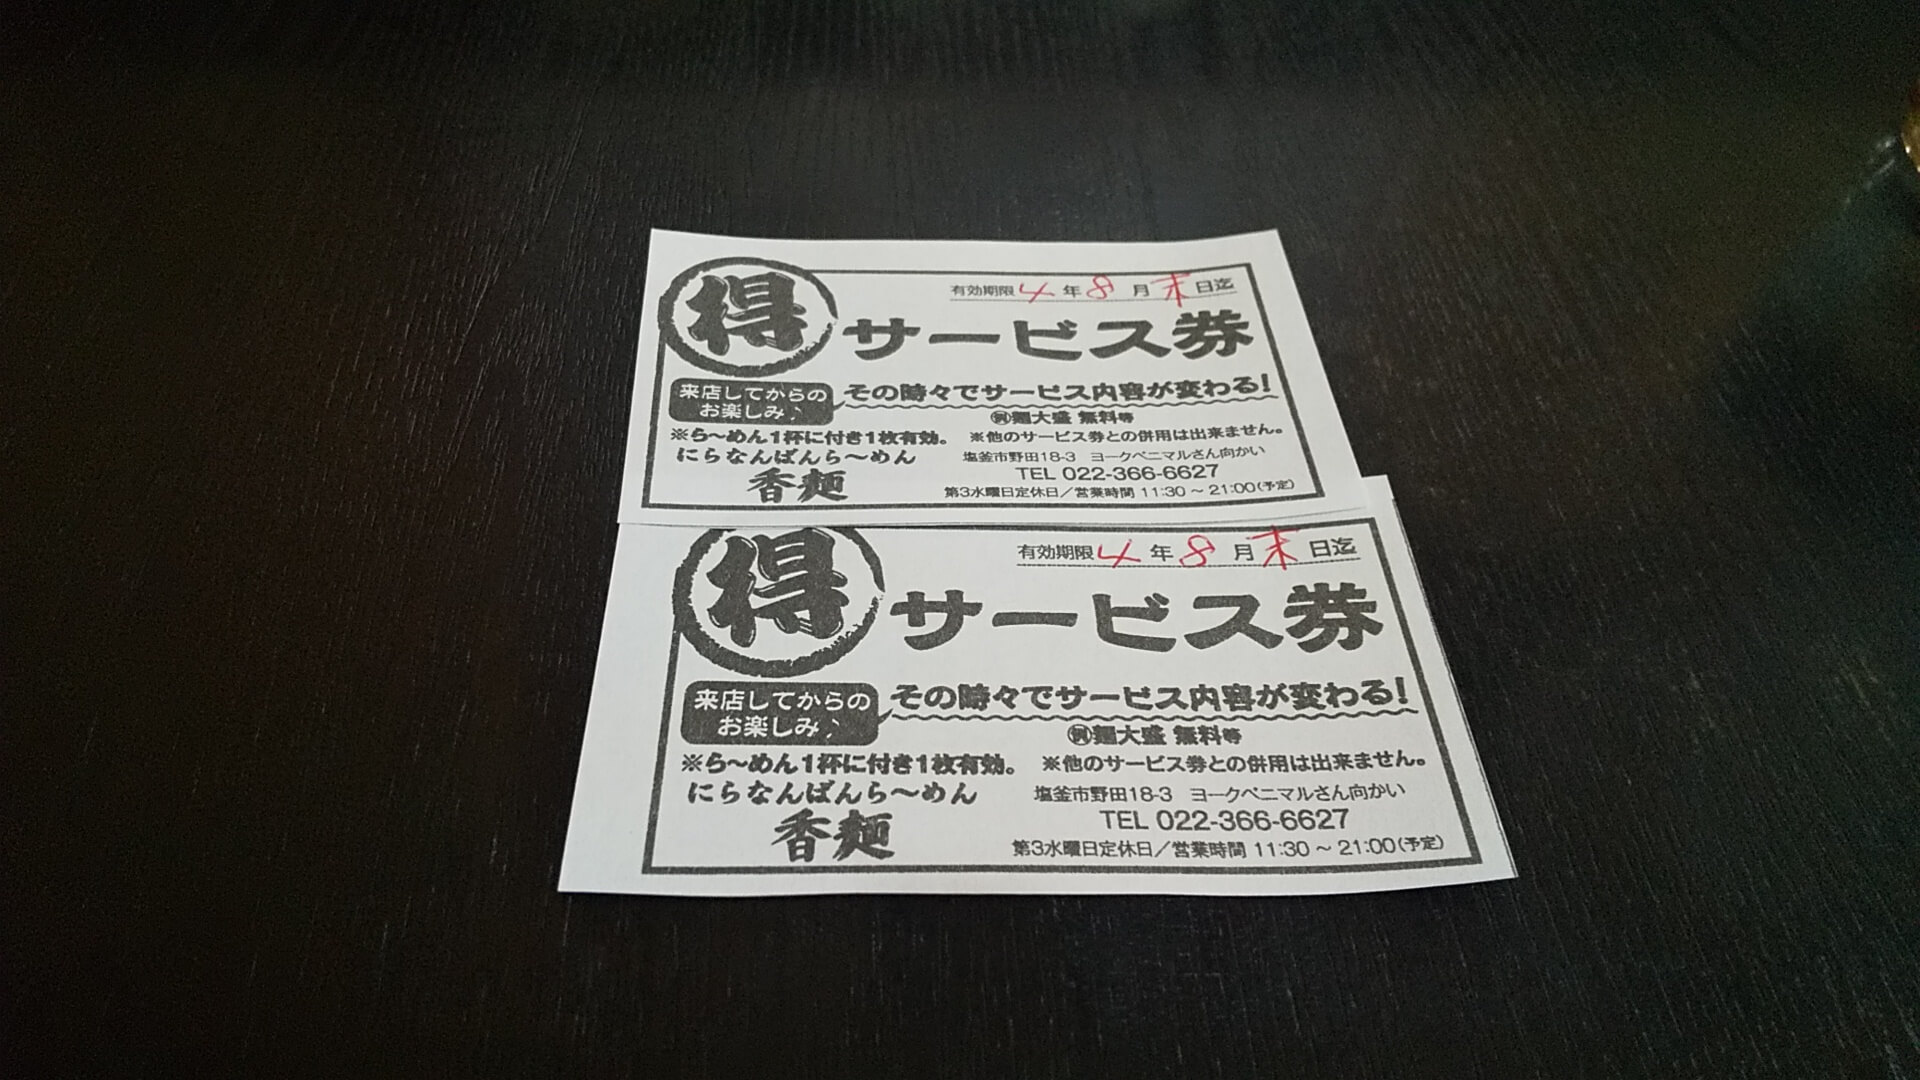 有効期限4年8月末日迄
得 サービス券
来店してからの
お楽しみ♪
その時々でサービス内容が変わる!
例麺大盛 無料等
※ら〜めん1杯に付き1枚有効。 ※他のサービス券との併用は出来ません。
にらなんばんら〜めん
香麺
塩釜市野田18-3 ヨークベニマルさん向かい
TEL 022-366-6627
第3水曜日定休日/営業時間 11:30 〜 21:00(予定)
有効期限4年8月末日迄
得 サービス券
来店してからの
お楽しみ♪
その時々でサービス内容が変わる!
例麺大盛 無料等
※ら〜めん1杯に付き1枚有効。 ※他のサービス券との併用は出来ません。
にらなんばんら〜めん
香麺
塩釜市野田18-3 ヨークベニマルさん向かい
TEL 022-366-6627
第3水曜日定休日/営業時間 11:30 〜 21:00(予定)